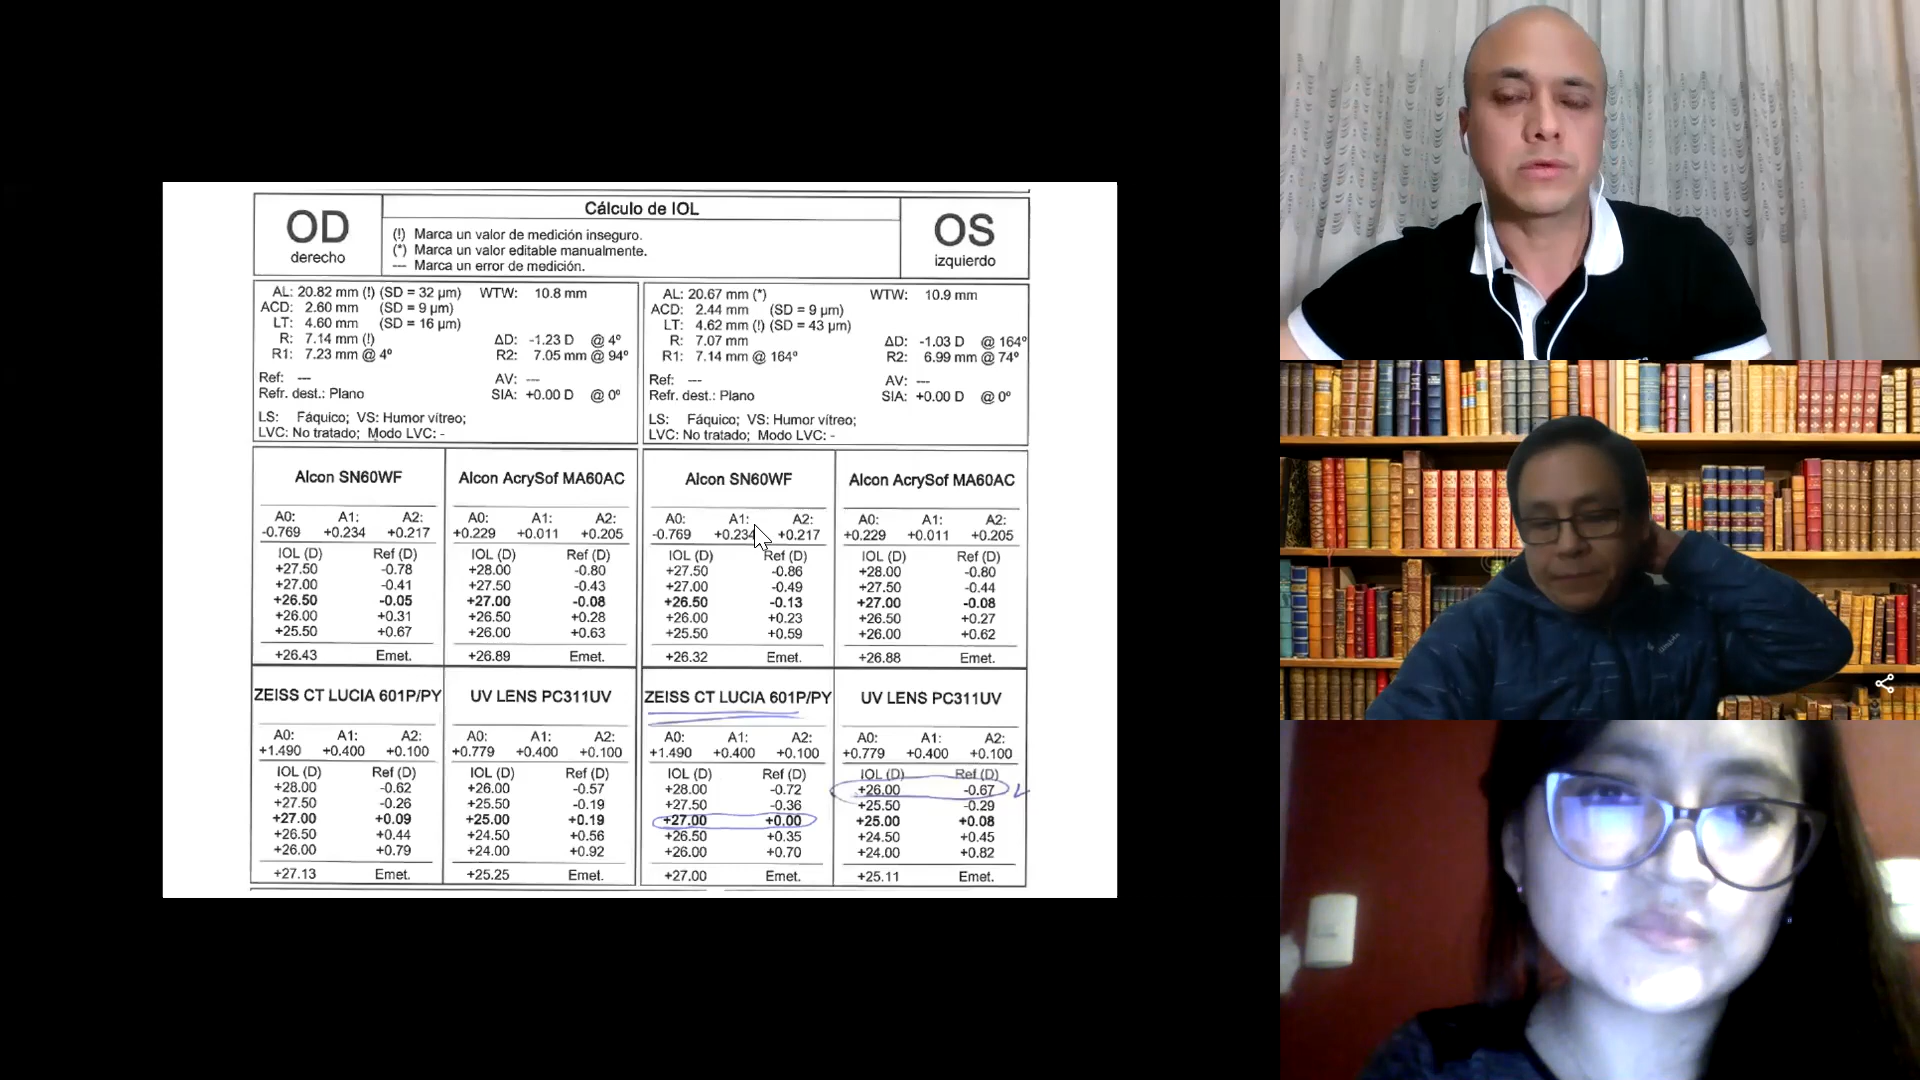 OD
derecho
Cálculo de IOL
(!) Marca un valor de medición inseguro.
(*) Marca un valor editable manualmente.
--- Marca un error de medición.
OS
izquierdo
AL: 20.82 mm (!) (SD = 32 µm) WTW: 10.8 mm
ACD: 2.60 mm (SD = 9 µm)
LT: 4.60 mm (SD = 16 µm)
R: 7.14 mm (!) ΔD: -1.23 D @ 4º
R1: 7.23 mm @ 4º R2: 7.05 mm @ 94º
Ref: --- AV: ---
Refr. dest.: Plano SIA: +0.00 D @ 0º
LS: Fáquico; VS: Humor vítreo;
LVC: No tratado; Modo LVC: -
AL: 20.67 mm (*) WTW: 10.9 mm
ACD: 2.44 mm (SD = 9 µm)
LT: 4.62 mm (!) (SD = 43 µm)
R: 7.07 mm ΔD: -1.03 D @ 164º
R1: 7.14 mm @ 164º R2: 6.99 mm @ 74º
Ref: --- AV: ---
Refr. dest.: Plano SIA: +0.00 D @ 0º
LS: Fáquico; VS: Humor vítreo;
LVC: No tratado; Modo LVC: -
Alcon SN60WF
A0: A1: A2:
-0.769 +0.234 +0.217
IOL (D) Ref (D)
+27.50 -0.78
+27.00 -0.41
+26.50 -0.05
+26.00 +0.31
+25.50 +0.67
+26.43 Emet.
Alcon AcrySof MA60AC
A0: A1: A2:
+0.229 +0.011 +0.205
IOL (D) Ref (D)
+28.00 -0.80
+27.50 -0.43
+27.00 -0.08
+26.50 +0.28
+26.00 +0.63
+26.89 Emet.
Alcon SN60WF
A0: A1: A2:
-0.769 +0.234 +0.217
IOL (D) Ref (D)
+27.50 -0.86
+27.00 -0.49
+26.50 -0.13
+26.00 +0.23
+25.50 +0.59
+26.32 Emet.
Alcon AcrySof MA60AC
A0: A1: A2:
+0.229 +0.011 +0.205
IOL (D) Ref (D)
+28.00 -0.80
+27.50 -0.44
+27.00 -0.08
+26.50 +0.27
+26.00 +0.62
+26.88 Emet.
ZEISS CT LUCIA 601P/PY
A0: A1: A2:
+1.490 +0.400 +0.100
IOL (D) Ref (D)
+28.00 -0.62
+27.50 -0.26
+27.00 +0.09
+26.50 +0.44
+26.00 +0.79
+27.13 Emet.
UV LENS PC311UV
A0: A1: A2:
+0.779 +0.400 +0.100
IOL (D) Ref (D)
+26.00 -0.57
+25.50 -0.19
+25.00 +0.19
+24.50 +0.56
+24.00 +0.92
+25.25 Emet.
ZEISS CT LUCIA 601P/PY
A0: A1: A2:
+1.490 +0.400 +0.100
IOL (D) Ref (D)
+28.00 -0.72
+27.50 -0.36
+27.00 +0.00
+26.50 +0.35
+26.00 +0.70
+27.00 Emet.
UV LENS PC311UV
A0: A1: A2:
+0.779 +0.400 +0.100
IOL (D) Ref (D)
+26.00 -0.67
+25.50 -0.29
+25.00 +0.08
+24.50 +0.45
+24.00 +0.82
+25.11 Emet.